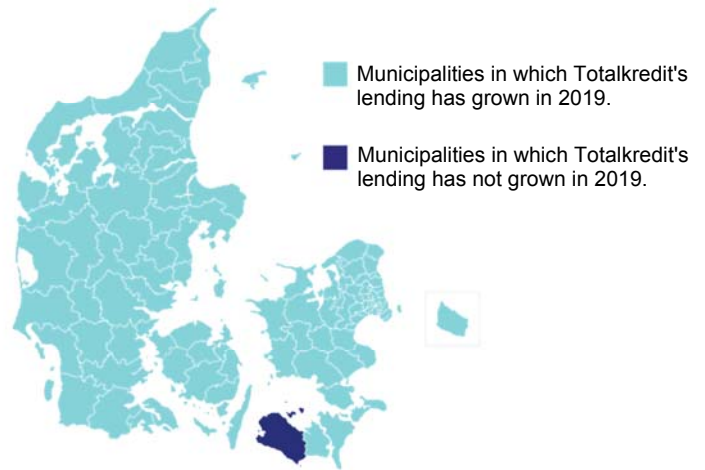 Municipalities in which Totalkredit's
lending has grown in 2019.
Municipalities in which Totalkredit's
lending has not grown in 2019.